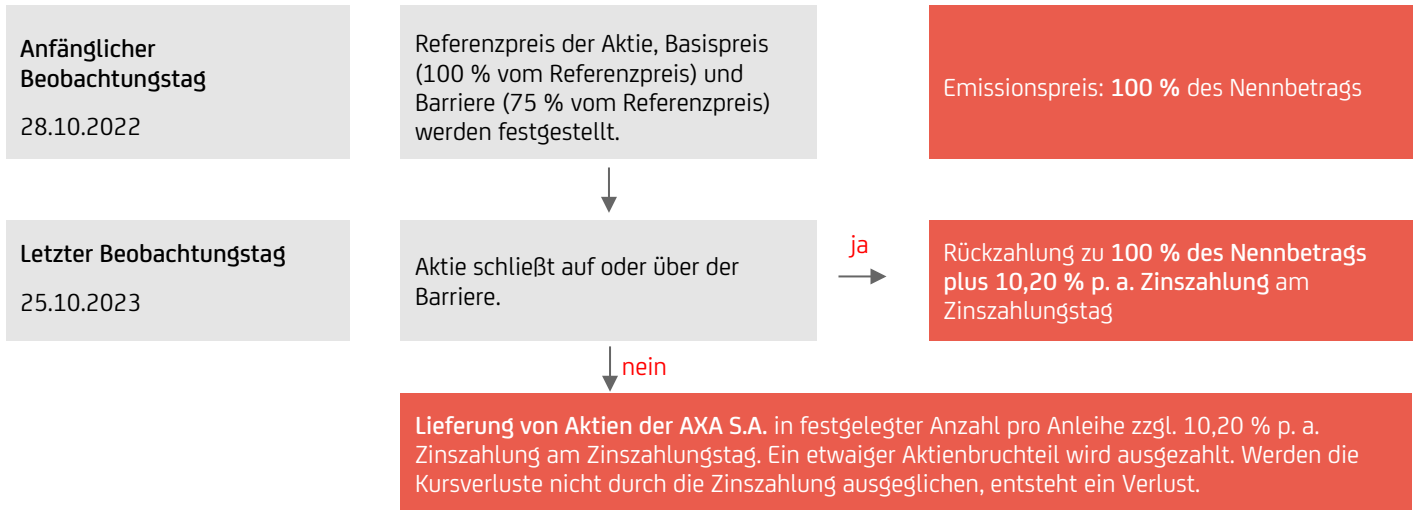 Anfänglicher
Beobachtungstag
28.10.2022
Referenzpreis der Aktie, Basispreis
(100 % vom Referenzpreis) und
Barriere (75 % vom Referenzpreis)
werden festgestellt.
Emissionspreis: 100 % des Nennbetrags
Letzter Beobachtungstag
25.10.2023
Aktie schließt auf oder über der
Barriere.
ja
Rückzahlung zu 100 % des Nennbetrags
plus 10,20 % p. a. Zinszahlung am
Zinszahlungstag
nein
Lieferung von Aktien der AXA S.A. in festgelegter Anzahl pro Anleihe zzgl. 10,20 % p. a.
Zinszahlung am Zinszahlungstag. Ein etwaiger Aktienbruchteil wird ausgezahlt. Werden die
Kursverluste nicht durch die Zinszahlung ausgeglichen, entsteht ein Verlust.